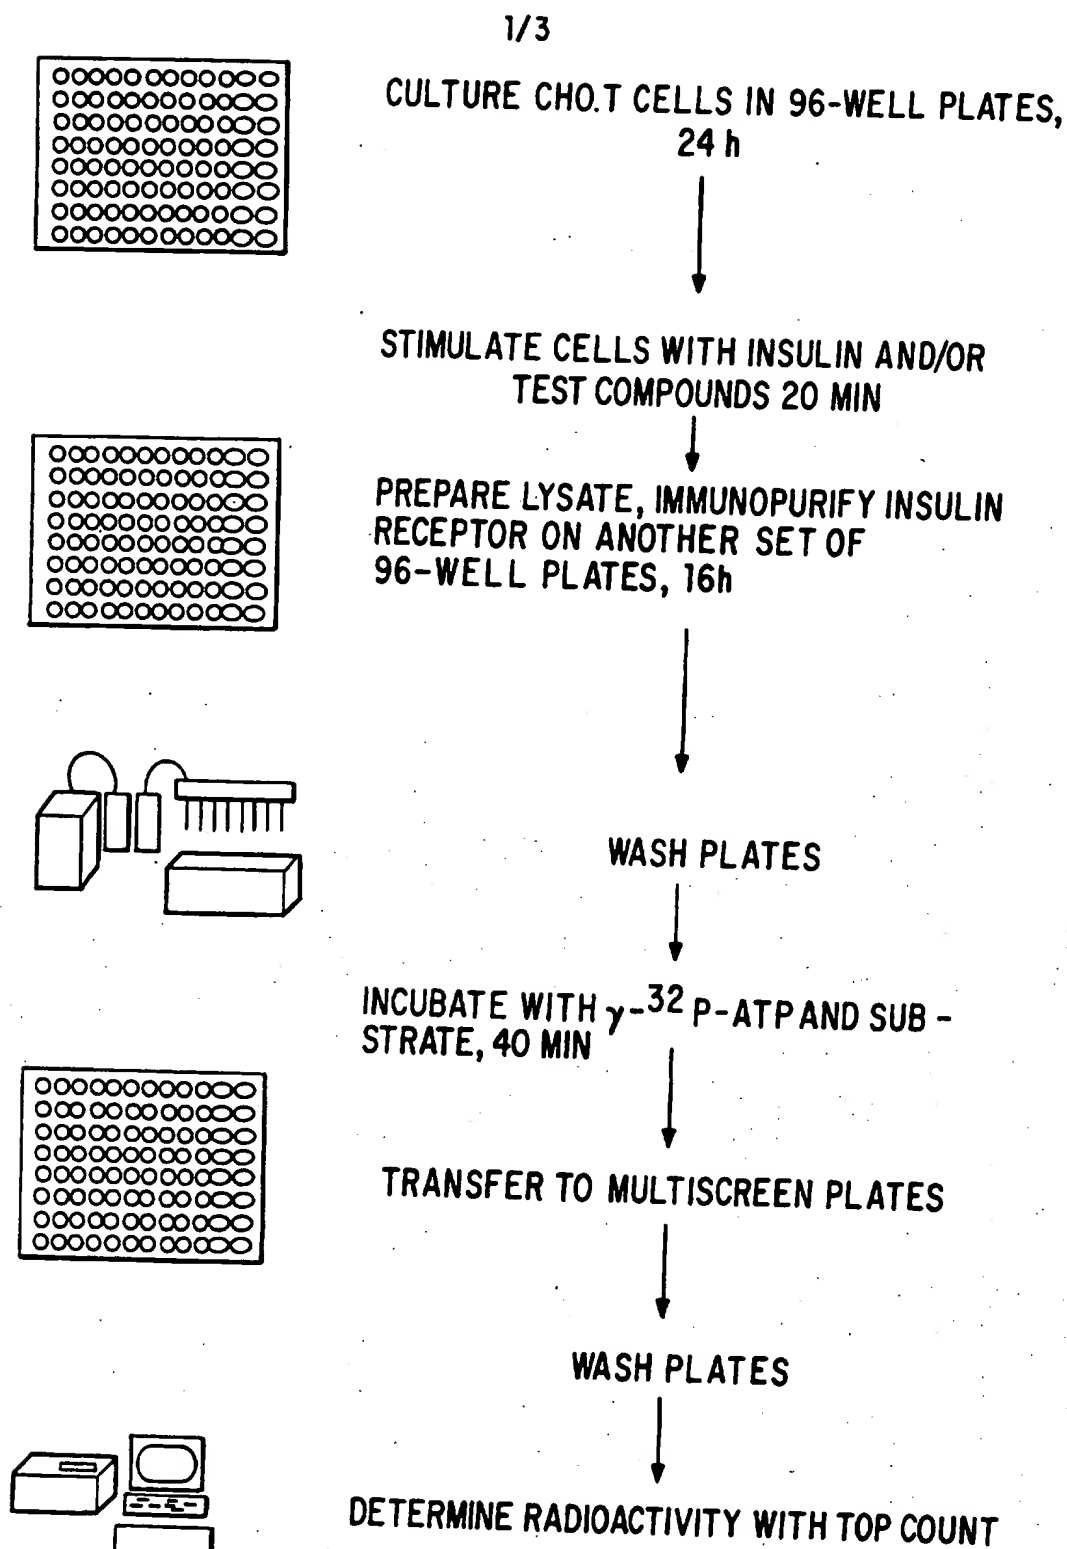 1/3
CULTURE CHO.T CELLS IN 96-WELL PLATES,
24 h
STIMULATE CELLS WITH INSULIN AND/OR
TEST COMPOUNDS 20 MIN
PREPARE LYSATE, IMMUNOPURIFY INSULIN
RECEPTOR ON ANOTHER SET OF
96-WELL PLATES, 16h
WASH PLATES
INCUBATE WITH γ-³² P-ATP AND SUB-
STRATE, 40 MIN
TRANSFER TO MULTISCREEN PLATES
WASH PLATES
DETERMINE RADIOACTIVITY WITH TOP COUNT